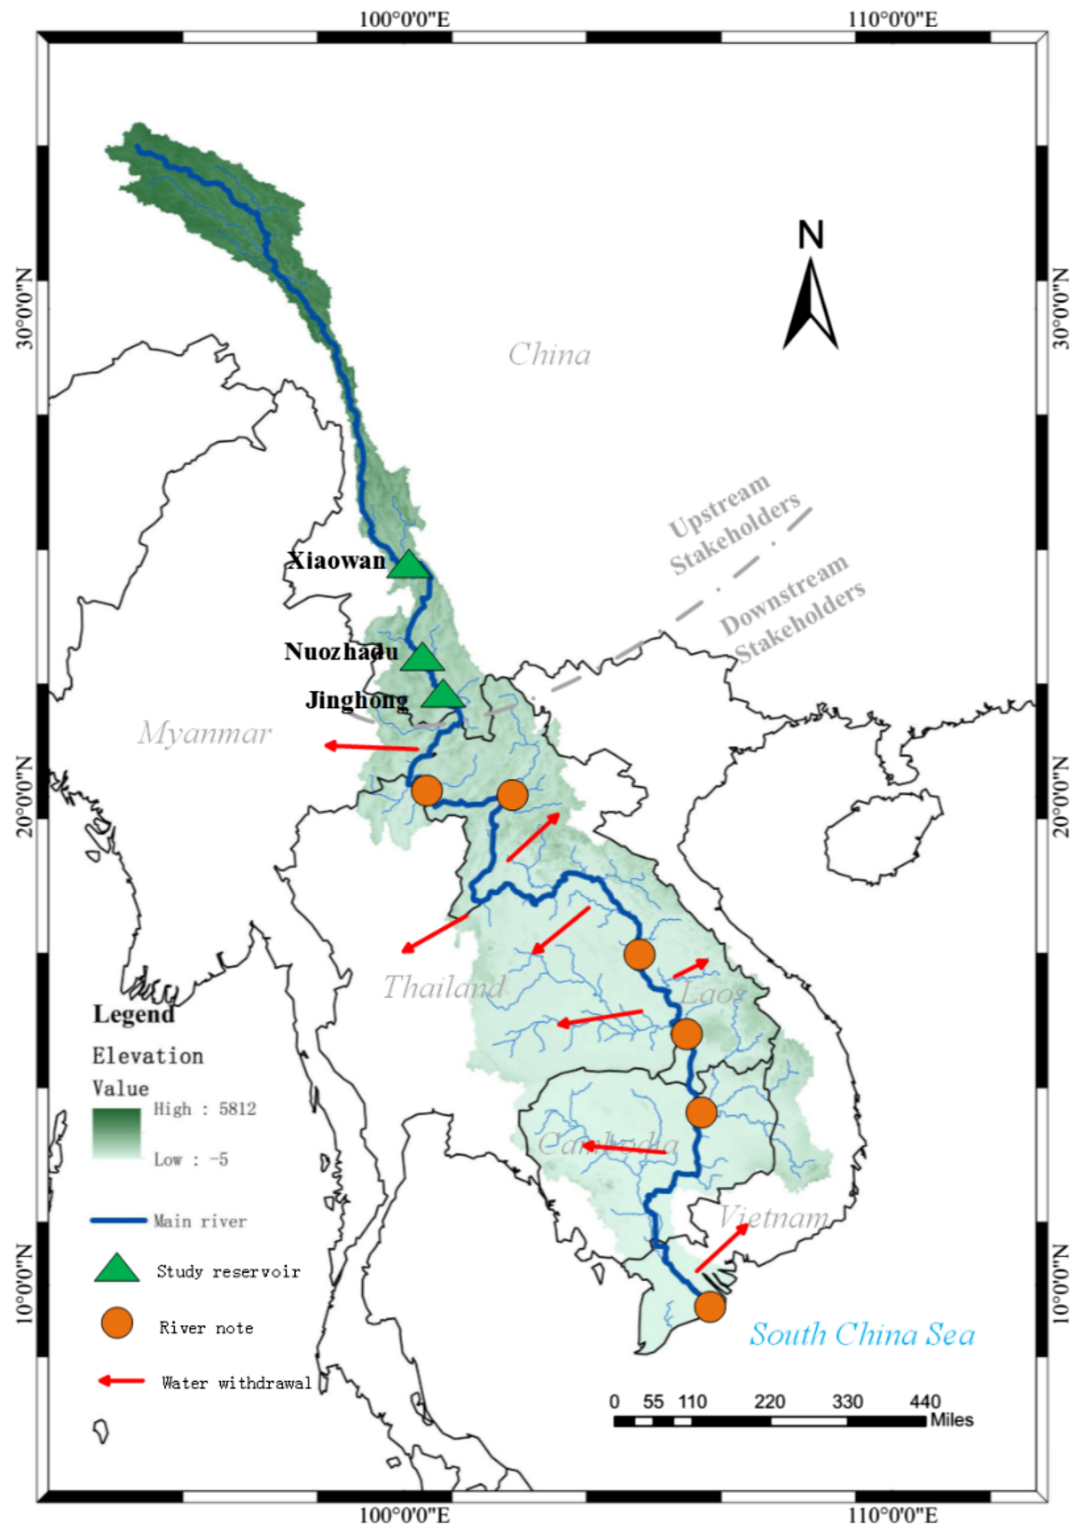 100°0'0"E
110°0'0"E
30°0'0"N
30°0'0"N
N
China
Upstream
Stakeholders
Downstream
Stakeholders
Xiaowan
Nuozhadu
Jinghong
Myanmar
20°0'0"N
20°0'0"N
Thailand
Laos
Cambodia
Vietnam
10°0'0"N
10°0'0"N
South China Sea
Legend
Elevation
Value
High : 5812
Low : -5
Main river
Study reservoir
River note
Water withdrawal
0 55 110 220 330 440
Miles
100°0'0"E
110°0'0"E